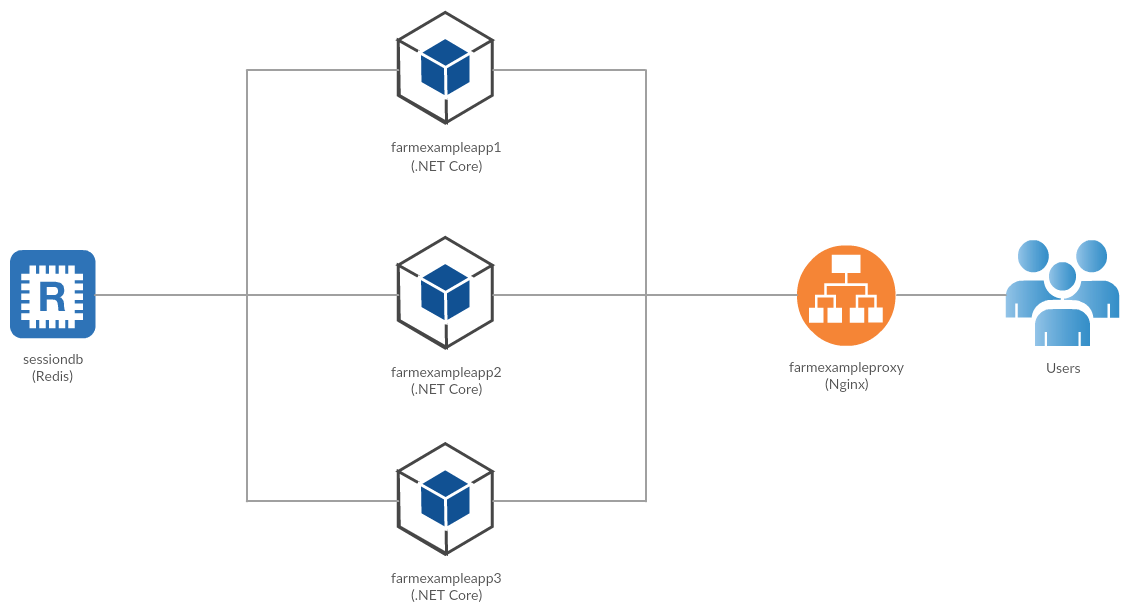 farmexampleapp1
(.NET Core)
R
sessiondb
(Redis)
farmexampleapp2
(.NET Core)
farmexampleproxy
(Nginx)
Users
farmexampleapp3
(.NET Core)